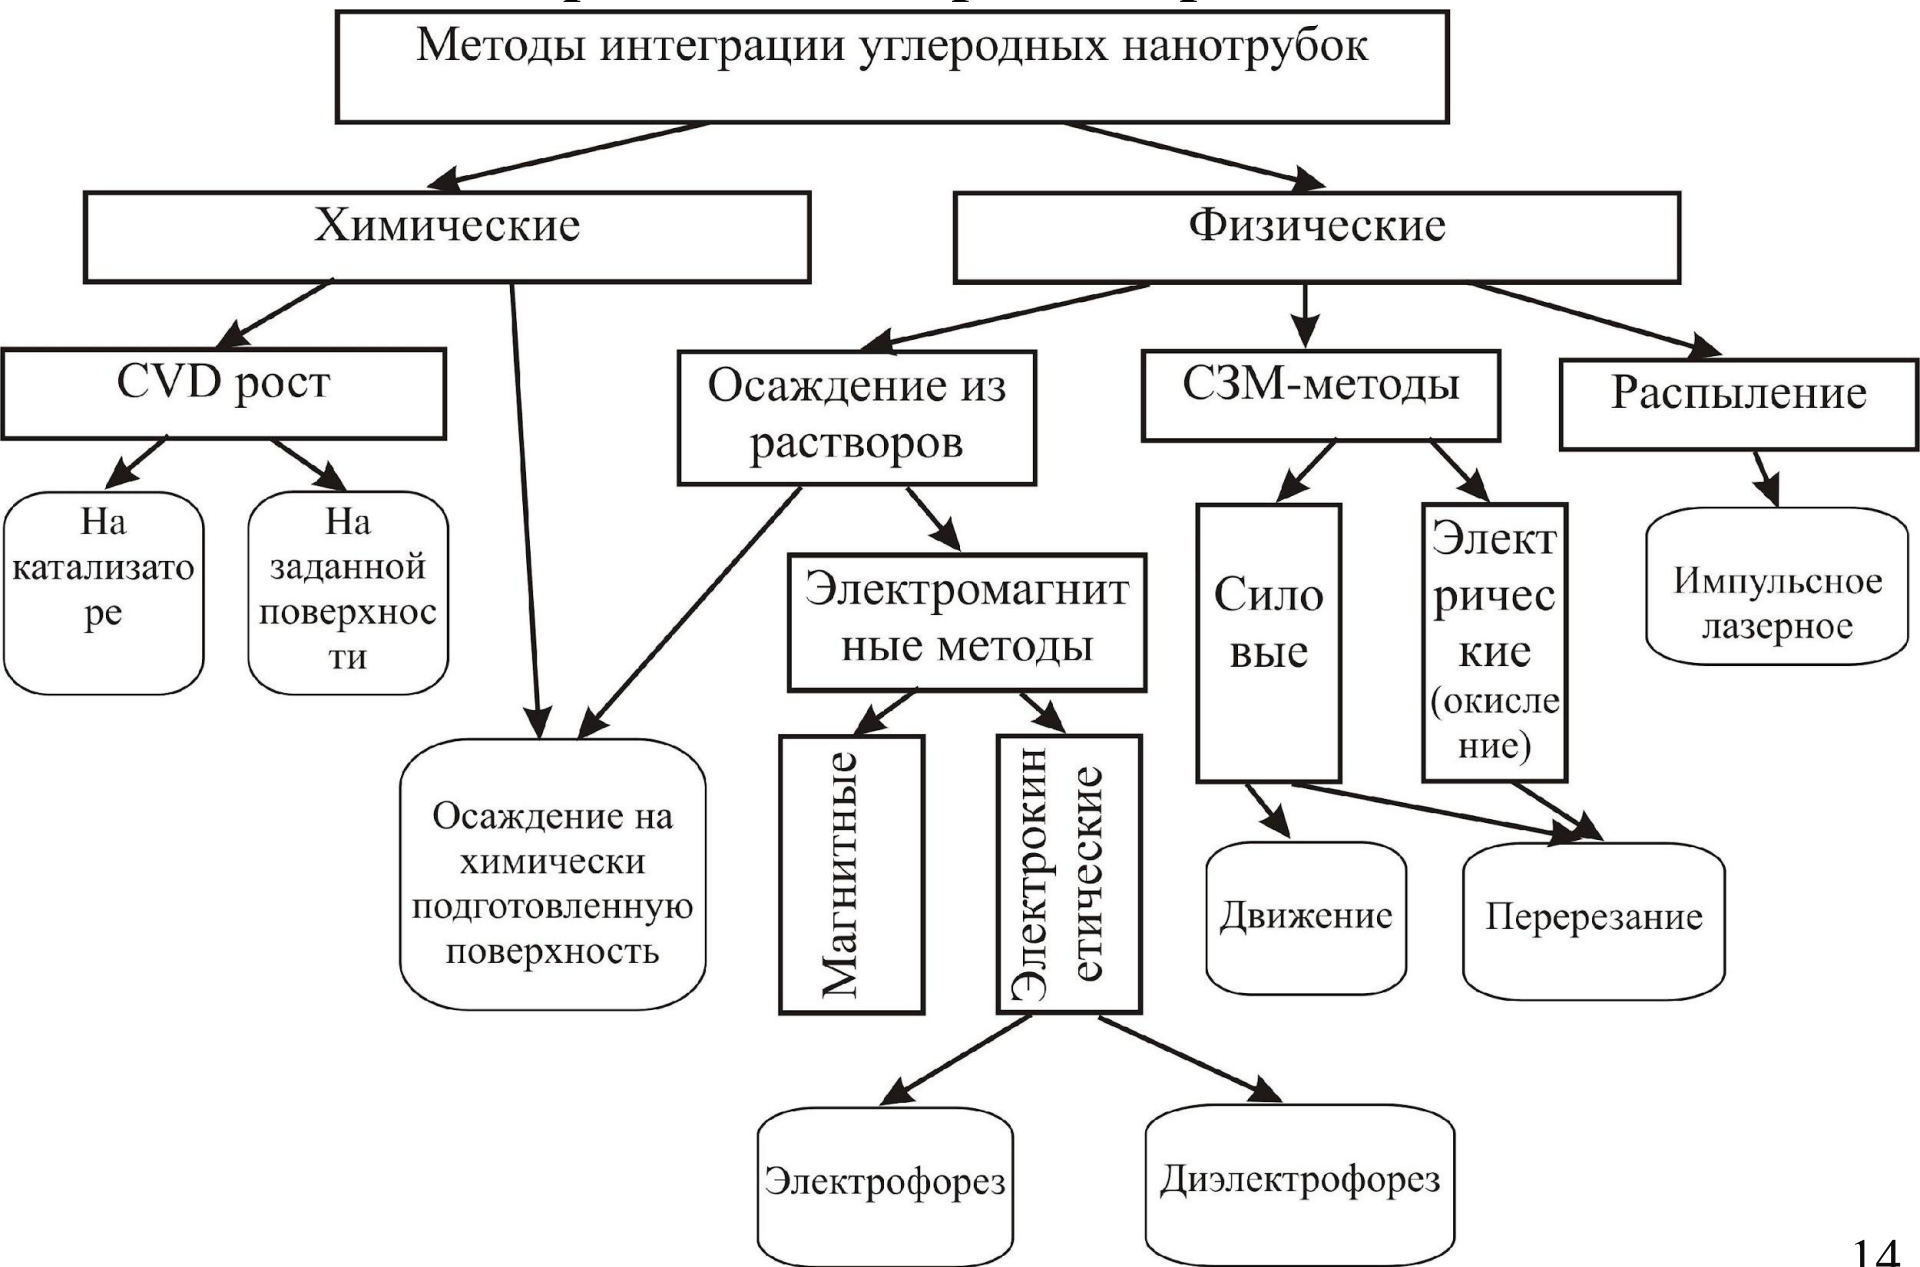 Методы интеграции углеродных нанотрубок
Химические
Физические
CVD рост
Осаждение из
растворов
СЗМ-методы
Распыление
На
катализато
ре
На
заданной
поверхнос
ти
Электромагнит
ные методы
Сило
вые
Элект
ричес
кие
(окисле
ние)
Импульсное
лазерное
Осаждение на
химически
подготовленную
поверхность
Магнитные
Электрокин
етические
Движение
Перерезание
Электрофорез
Диэлектрофорез
14